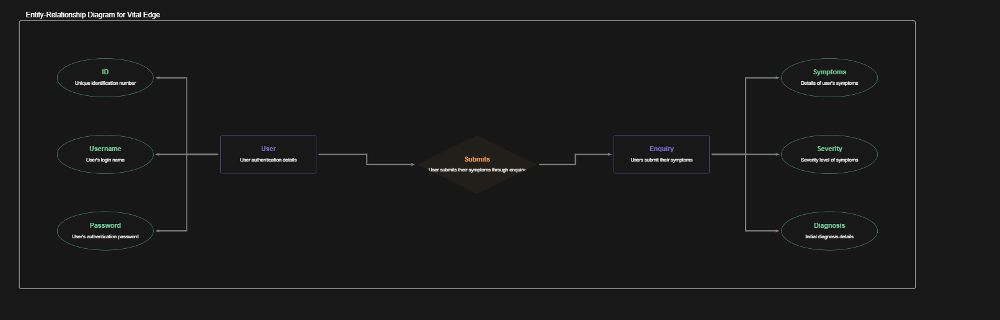 Entity-Relationship Diagram for Vital Edge
ID
Unique identification number
Username
User's login name
Password
User's authentication password
User
User authentication details
Submits
User submits their symptoms through enquiry
Enquiry
Users submit their symptoms
Symptoms
Details of user's symptoms
Severity
Severity level of symptoms
Diagnosis
Initial diagnosis details